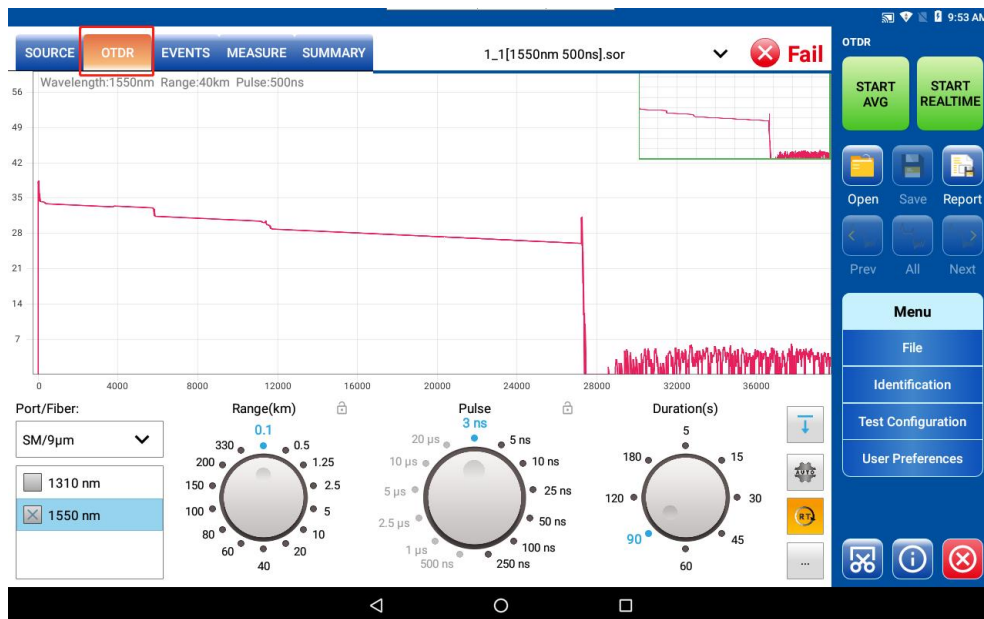 9:53 AM
SOURCE OTDR EVENTS MEASURE SUMMARY
1_1[1550nm 500ns].sor
Fail
Wavelength:1550nm Range:40km Pulse:500ns
56
49
42
35
28
21
14
7
0 4000 8000 12000 16000 20000 24000 28000 32000 36000
Port/Fiber:
SM/9μm
1310 nm
1550 nm
Range(km)
0.1
0.5
1.25
2.5
5
10
20
40
60
80
100
150
200
330
Pulse
3 ns
5 ns
10 ns
25 ns
50 ns
100 ns
250 ns
500 ns
1 μs
2.5 μs
5 μs
10 μs
20 μs
Duration(s)
5
15
30
45
60
90
120
180
AUTO
RT
...
OTDR
START AVG
START REALTIME
Open Save Report
Prev All Next
Menu
File
Identification
Test Configuration
User Preferences